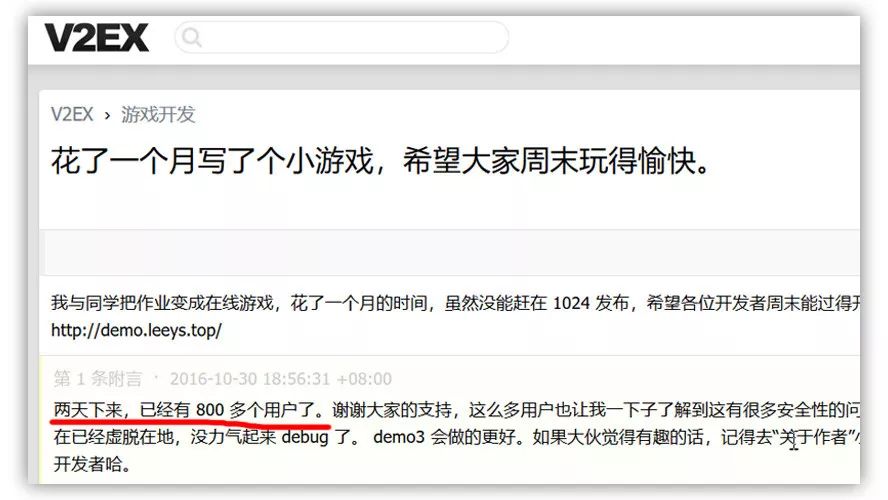 V2EX
V2EX › 游戏开发
花了一个月写了个小游戏，希望大家周末玩得愉快。
我与同学把作业变成在线游戏，花了一个月的时间，虽然没能赶在 1024 发布，希望各位开发者周末能过得开
http://demo.leeys.top/
第 1 条附言 · 2016-10-30 18:56:31 +08:00
两天下来，已经有 800 多个用户了。谢谢大家的支持，这么多用户也让我一下子了解到这有很多安全性的问
在已经虚脱在地，没力气起来 debug 了。 demo3 会做的更好。如果大伙觉得有趣的话，记得去“关于作者”小
开发者哈。